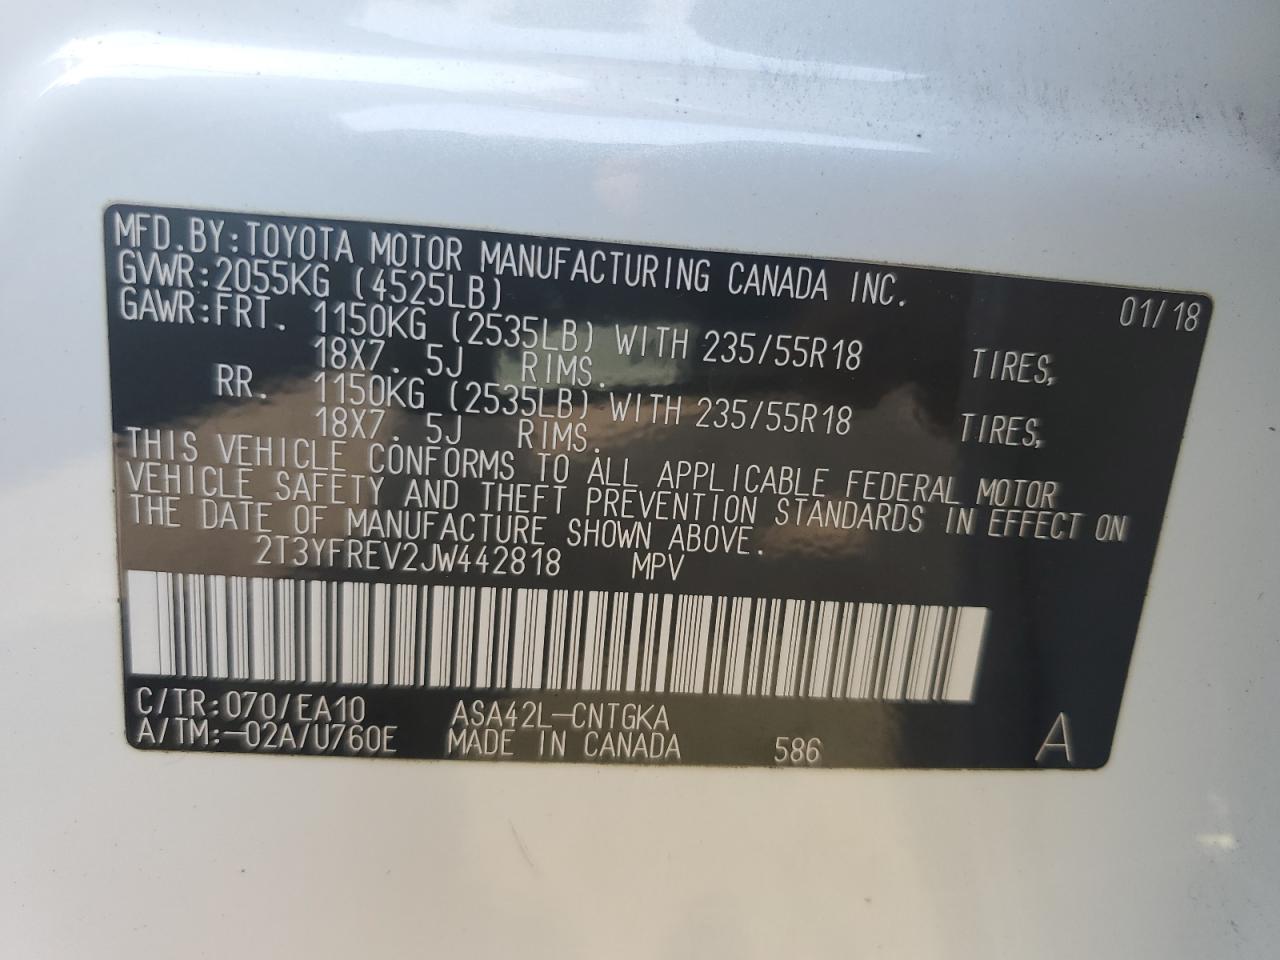 MFD.BY:TOYOTA MOTOR MANUFACTURING CANADA INC.
GVWR:2055KG (4525LB) 01/18
GAWR:FRT. 1150KG (2535LB) WITH 235/55R18 TIRES,
18X7. 5J RIMS.
RR. 1150KG (2535LB) WITH 235/55R18 TIRES,
18X7. 5J RIMS.
THIS VEHICLE CONFORMS TO ALL APPLICABLE FEDERAL MOTOR
VEHICLE SAFETY AND THEFT PREVENTION STANDARDS IN EFFECT ON
THE DATE OF MANUFACTURE SHOWN ABOVE.
2T3YFREV2JW442818 MPV
C/TR:070/EA10 ASA42L-CNTGKA
A/TM:-02A/U760E MADE IN CANADA 586 A